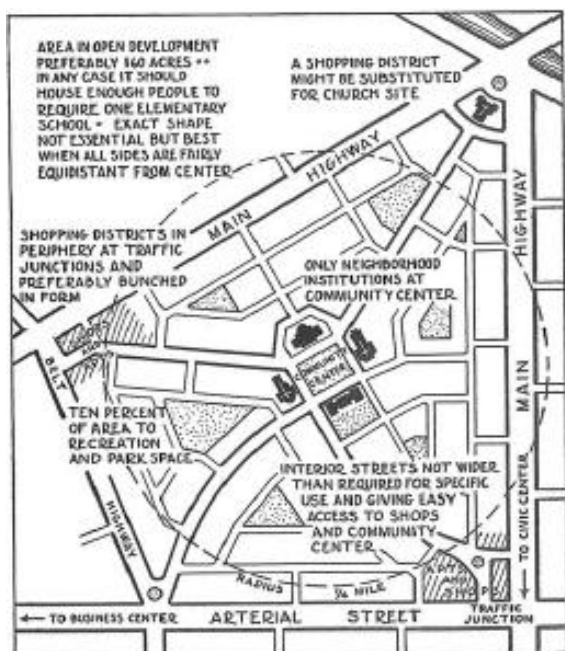 AREA IN OPEN DEVELOPMENT
PREFERABLY 160 ACRES ••
IN ANY CASE IT SHOULD
HOUSE ENOUGH PEOPLE TO
REQUIRE ONE ELEMENTARY
SCHOOL • EXACT SHAPE
NOT ESSENTIAL BUT BEST
WHEN ALL SIDES ARE FAIRLY
EQUIDISTANT FROM CENTER
A SHOPPING DISTRICT
MIGHT BE SUBSTITUTED
FOR CHURCH SITE
MAIN HIGHWAY
HIGHWAY
MAIN
SHOPPING DISTRICTS IN
PERIPHERY AT TRAFFIC
JUNCTIONS AND
PREFERABLY BUNCHED
IN FORM
ONLY NEIGHBORHOOD
INSTITUTIONS AT
COMMUNITY CENTER
SHOPS
BELT
HIGHWAY
COMMUNITY
CENTER
TEN PERCENT
OF AREA TO
RECREATION
AND PARK SPACE
INTERIOR STREETS NOT WIDER
THAN REQUIRED FOR SPECIFIC
USE AND GIVING EASY
ACCESS TO SHOPS
AND COMMUNITY
CENTER
TO CIVIC CENTER
RADIUS
¼ MILE
APTS
AND
SHOPS
TRAFFIC
JUNCTION
TO BUSINESS CENTER
ARTERIAL STREET